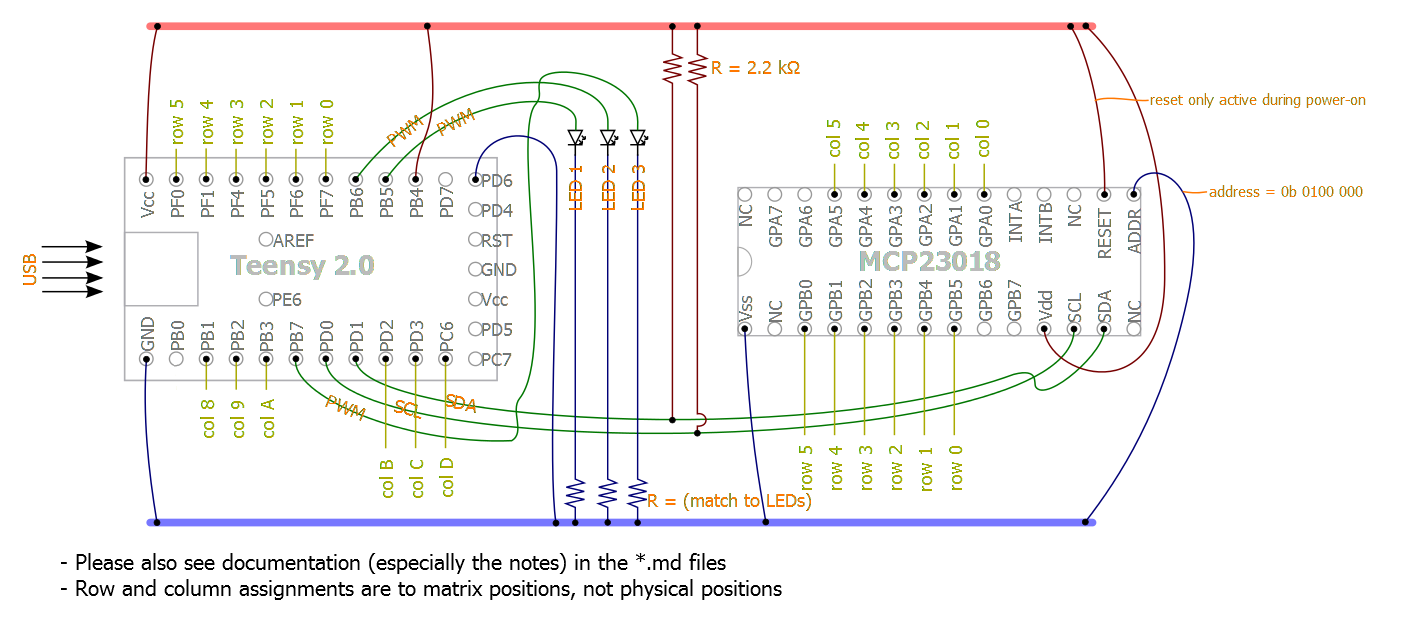 R = 2.2 kΩ
reset only active during power-on
address = 0b 0100 000
row 5
row 4
row 3
row 2
row 1
row 0
PWM
PWM
LED 1
LED 2
LED 3
Vcc
PF0
PF1
PF4
PF5
PF6
PF7
PB6
PB5
PB4
PD7
PD6
PD4
RST
GND
Vcc
PD5
PC7
AREF
Teensy 2.0
PE6
USB
GND
PB0
PB1
PB2
PB3
PB7
PD0
PD1
PD2
PD3
PC6
col 8
col 9
col A
PWM
SCL
SDA
col B
col C
col D
col 5
col 4
col 3
col 2
col 1
col 0
NC
GPA7
GPA6
GPA5
GPA4
GPA3
GPA2
GPA1
GPA0
INTA
INTB
NC
RESET
ADDR
MCP23018
Vss
NC
GPB0
GPB1
GPB2
GPB3
GPB4
GPB5
GPB6
GPB7
Vdd
SCL
SDA
NC
row 5
row 4
row 3
row 2
row 1
row 0
R = (match to LEDs)
- Please also see documentation (especially the notes) in the *.md files
- Row and column assignments are to matrix positions, not physical positions